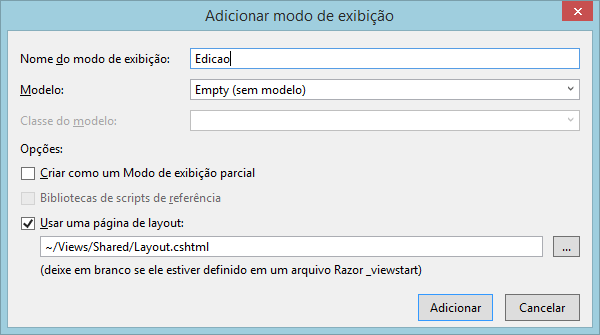 Adicionar modo de exibição
Nome do modo de exibição: Edicao
Modelo: Empty (sem modelo)
Classe do modelo:
Opções:
Criar como um Modo de exibição parcial
Bibliotecas de scripts de referência
Usar uma página de layout:
~/Views/Shared/Layout.cshtml ...
(deixe em branco se ele estiver definido em um arquivo Razor _viewstart)
Adicionar Cancelar